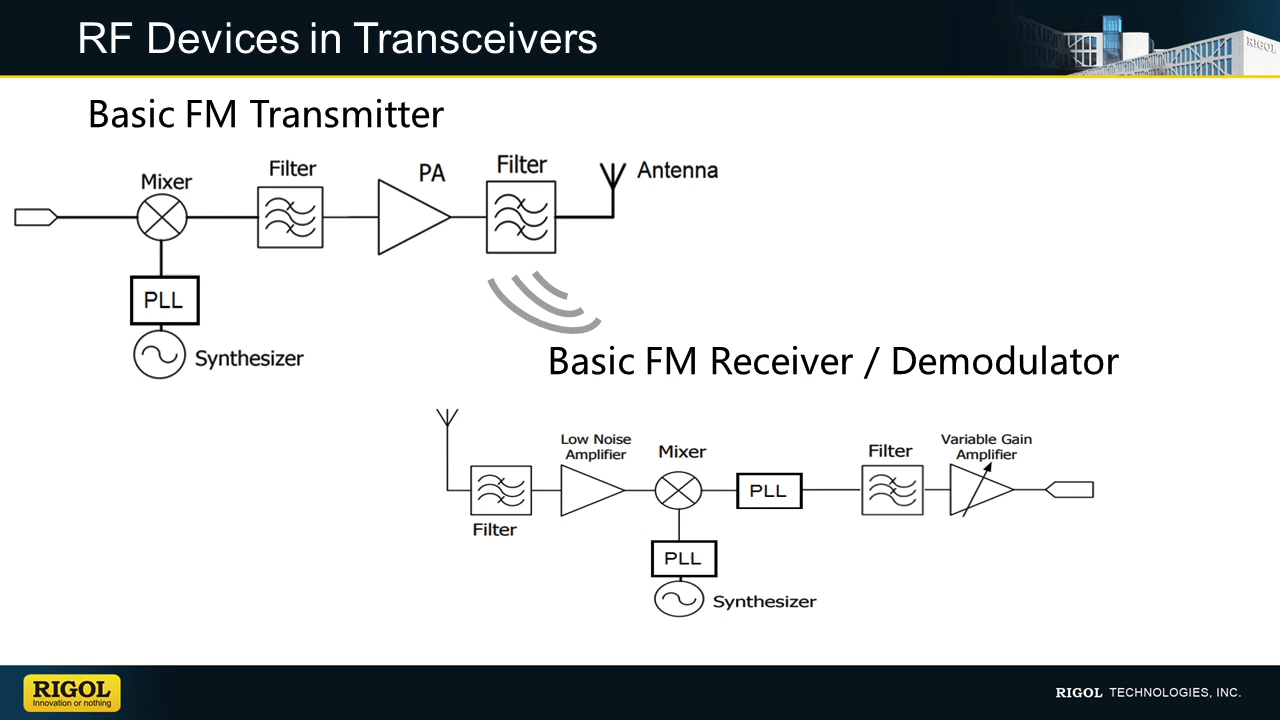 RF Devices in Transceivers
RIGOL
Basic FM Transmitter
Mixer
Filter
PA
Filter
Antenna
PLL
Synthesizer
Basic FM Receiver / Demodulator
Low Noise
Amplifier
Mixer
Filter
Variable Gain
Amplifier
PLL
Filter
PLL
Synthesizer
RIGOL
Innovation or nothing
RIGOL TECHNOLOGIES, INC.